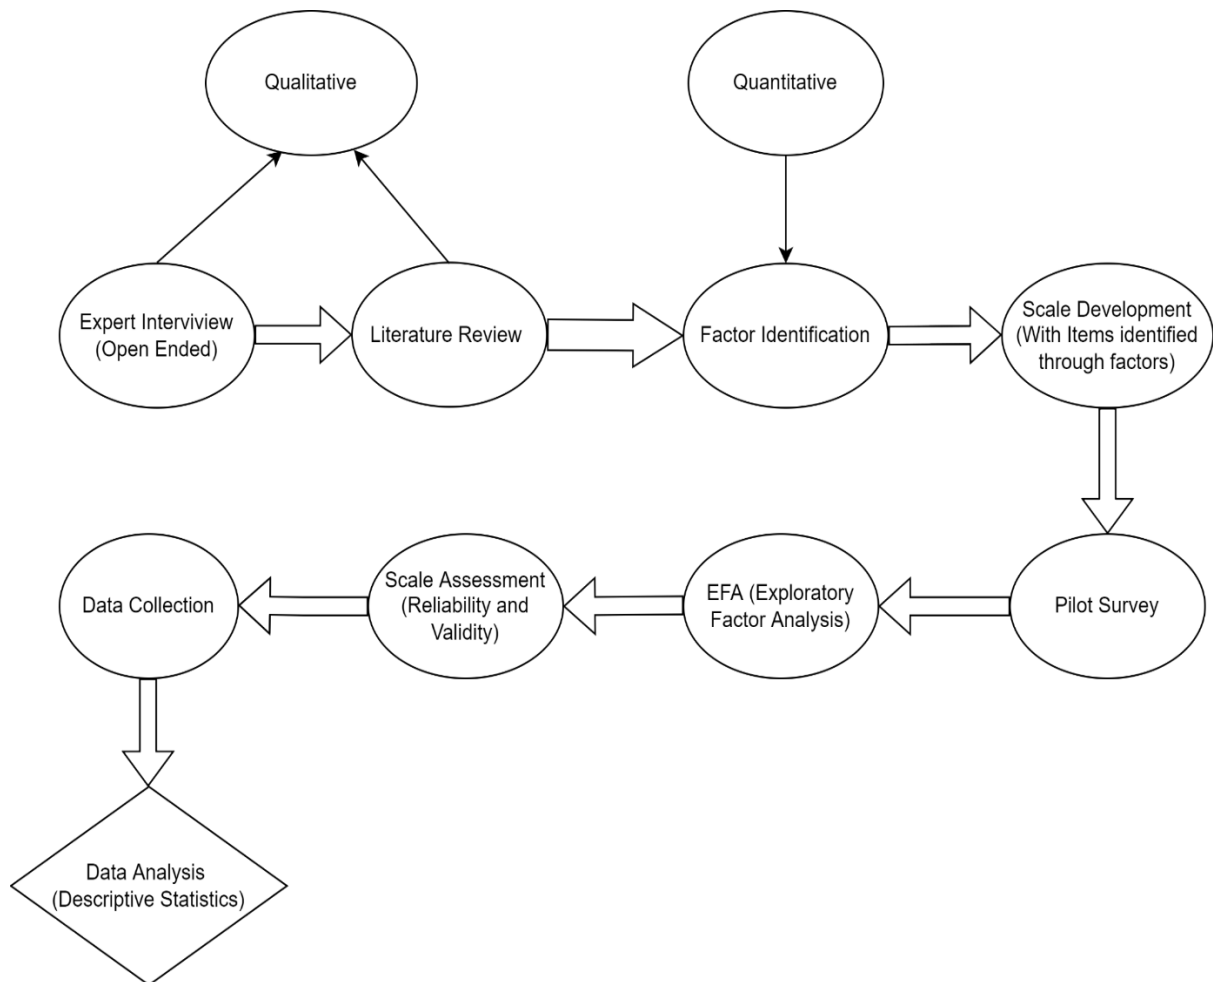 Qualitative
Quantitative
Expert Interviview
(Open Ended)
Literature Review
Factor Identification
Scale Development
(With Items identified
through factors)
Data Collection
Scale Assessment
(Reliability and
Validity)
EFA (Exploratory
Factor Analysis)
Pilot Survey
Data Analysis
(Descriptive Statistics)